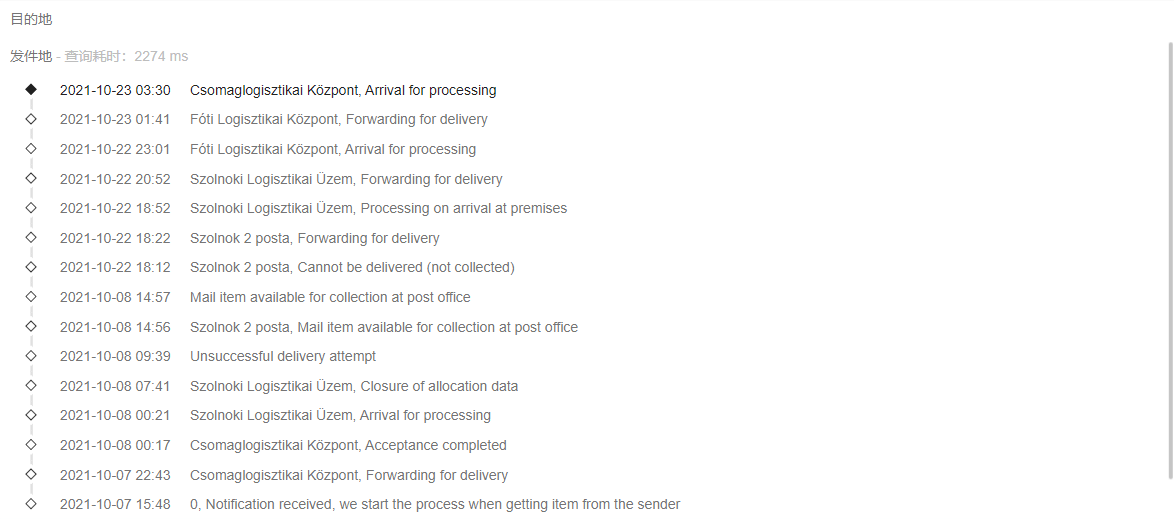 目的地
发件地 - 查询耗时：2274 ms
2021-10-23 03:30 Csomaglogisztikai Központ, Arrival for processing
2021-10-23 01:41 Fóti Logisztikai Központ, Forwarding for delivery
2021-10-22 23:01 Fóti Logisztikai Központ, Arrival for processing
2021-10-22 20:52 Szolnoki Logisztikai Üzem, Forwarding for delivery
2021-10-22 18:52 Szolnoki Logisztikai Üzem, Processing on arrival at premises
2021-10-22 18:22 Szolnok 2 posta, Forwarding for delivery
2021-10-22 18:12 Szolnok 2 posta, Cannot be delivered (not collected)
2021-10-08 14:57 Mail item available for collection at post office
2021-10-08 14:56 Szolnok 2 posta, Mail item available for collection at post office
2021-10-08 09:39 Unsuccessful delivery attempt
2021-10-08 07:41 Szolnoki Logisztikai Üzem, Closure of allocation data
2021-10-08 00:21 Szolnoki Logisztikai Üzem, Arrival for processing
2021-10-08 00:17 Csomaglogisztikai Központ, Acceptance completed
2021-10-07 22:43 Csomaglogisztikai Központ, Forwarding for delivery
2021-10-07 15:48 0, Notification received, we start the process when getting item from the sender